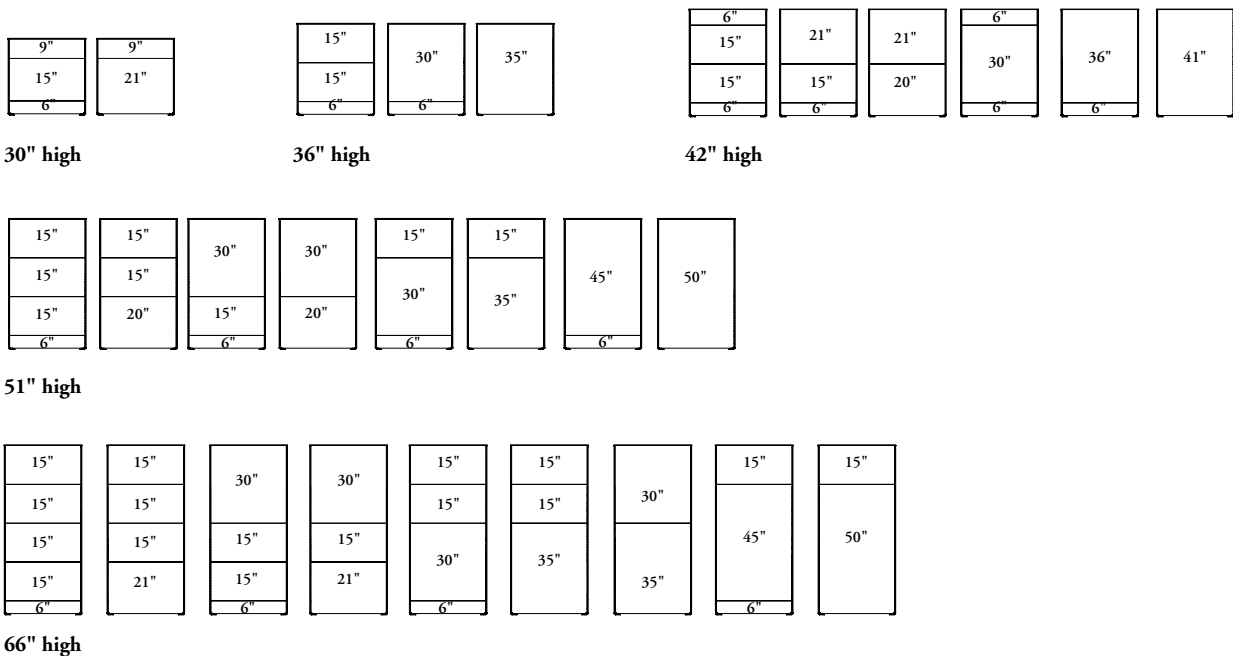 9" 9"
15" 21"
6"
30" high
15" 30" 35"
15"
6" 6"
36" high
6" 6"
15" 21" 21" 30" 36" 41"
15" 15" 20"
6" 6" 6" 6"
42" high
15" 15" 30" 30" 15" 15" 45" 50"
15" 15" 30" 35"
15" 20" 15" 20"
6" 6" 6" 6"
51" high
15" 15" 30" 30" 15" 15" 30" 15" 15"
15" 15" 15" 15" 45" 50"
15" 15" 15" 15" 30" 35"
15" 21" 15" 21" 35"
6" 6" 6" 6"
66" high